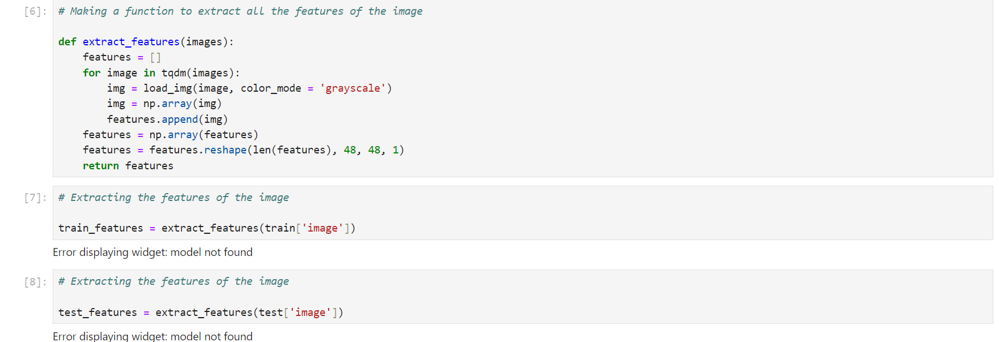 [6]: # Making a function to extract all the features of the image
def extract_features(images):
    features = []
    for image in tqdm(images):
        img = load_img(image, color_mode = 'grayscale')
        img = np.array(img)
        features.append(img)
    features = np.array(features)
    features = features.reshape(len(features), 48, 48, 1)
    return features
[7]: # Extracting the features of the image
train_features = extract_features(train['image'])
Error displaying widget: model not found
[8]: # Extracting the features of the image
test_features = extract_features(test['image'])
Error displaying widget: model not found